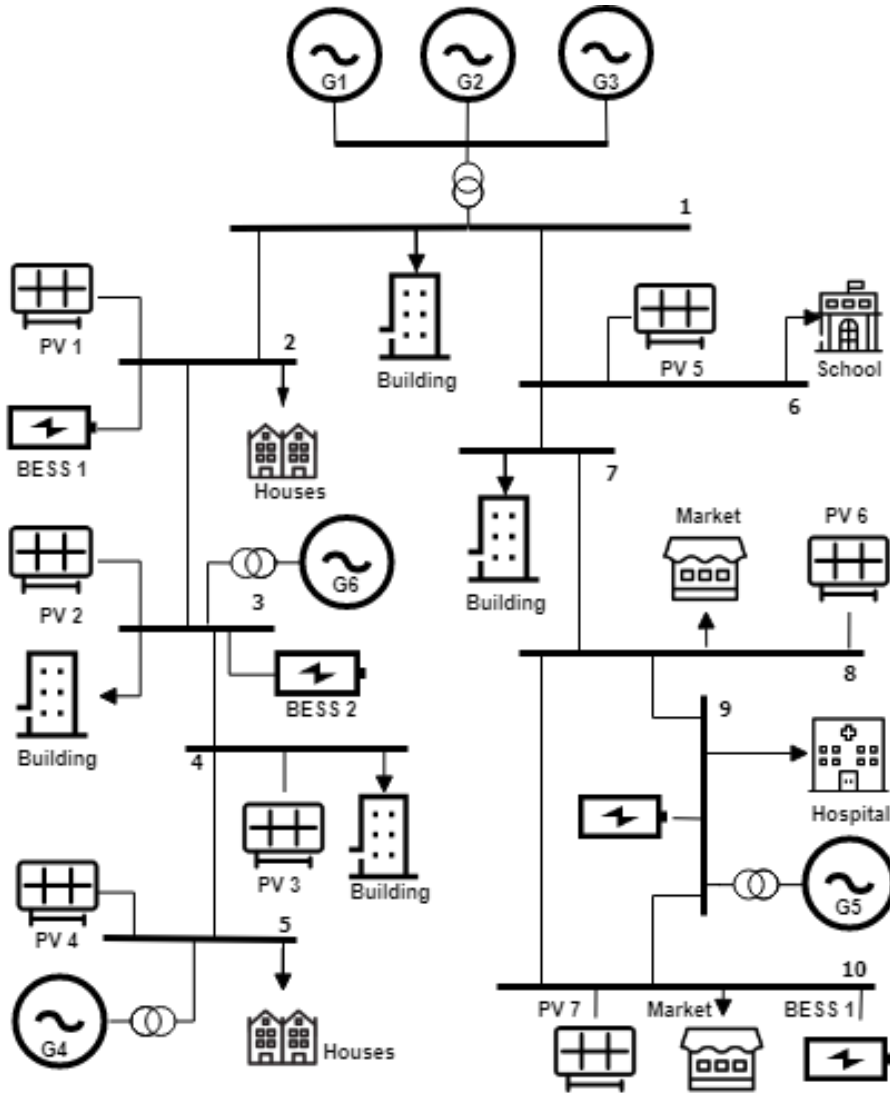 G1
G2
G3
1
PV 1
2
Building
PV 5
School
6
BESS 1
Houses
7
Market
PV 6
PV 2
G6
3
Building
BESS 2
8
Building
9
4
Hospital
PV 3
Building
G5
PV 4
5
10
PV 7
Market
BESS 1
G4
Houses